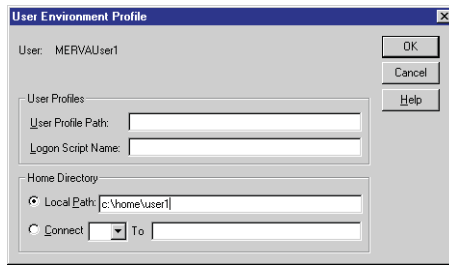 User Environment Profile
User: MERVAUser1
OK
Cancel
Help
User Profiles
User Profile Path:
Logon Script Name:
Home Directory
Local Path: c:\home\user1
Connect To